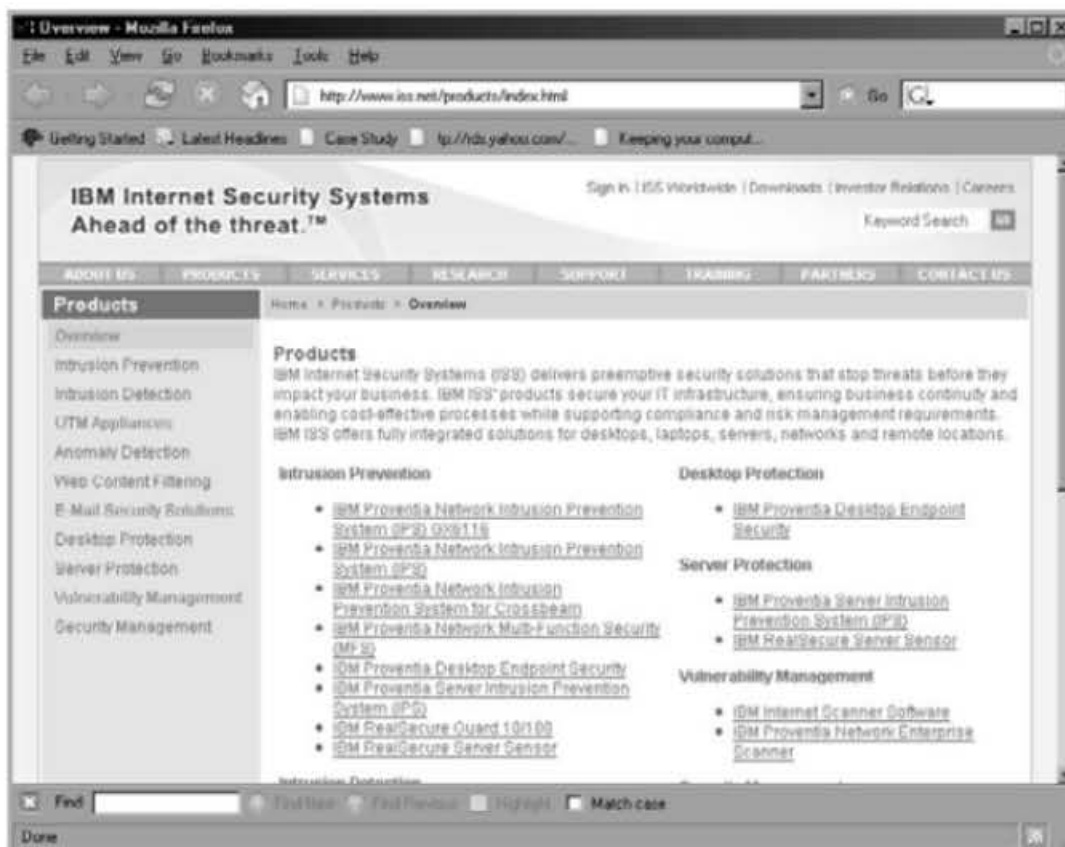 Overview - Mozilla Firefox
File Edit View Go Bookmarks Tools Help
http://www.iss.net/products/index.html Go
Getting Started Latest Headlines Case Study tp://rds.yahoo.com/... Keeping your comput...
IBM Internet Security Systems
Ahead of the threat.™
Sign in | ISS Worldwide | Downloads | Investor Relations | Careers
Keyword Search
ABOUT US PRODUCTS SERVICES RESEARCH SUPPORT TRAINING PARTNERS CONTACT US
Products
Overview
Intrusion Prevention
Intrusion Detection
UTM Appliances
Anomaly Detection
Web Content Filtering
E-Mail Security Solutions
Desktop Protection
Server Protection
Vulnerability Management
Security Management
Home > Products > Overview
Products
IBM Internet Security Systems (ISS) delivers preemptive security solutions that stop threats before they
impact your business. IBM ISS' products secure your IT infrastructure, ensuring business continuity and
enabling cost-effective processes while supporting compliance and risk management requirements.
IBM ISS offers fully integrated solutions for desktops, laptops, servers, networks and remote locations.
Intrusion Prevention
IBM Proventia Network Intrusion Prevention
System (IPS) GX6116
IBM Proventia Network Intrusion Prevention
System (IPS)
IBM Proventia Network Intrusion
Prevention System for Crossbeam
IBM Proventia Network Multi-Function Security
(MFS)
IBM Proventia Desktop Endpoint Security
IBM Proventia Server Intrusion Prevention
System (IPS)
IBM RealSecure Guard 10/100
IBM RealSecure Server Sensor
Intrusion Detection
Desktop Protection
IBM Proventia Desktop Endpoint
Security
Server Protection
IBM Proventia Server Intrusion
Prevention System (IPS)
IBM RealSecure Server Sensor
Vulnerability Management
IBM Internet Scanner Software
IBM Proventia Network Enterprise
Scanner
Find Find Next Find Previous Highlight Match case
Done